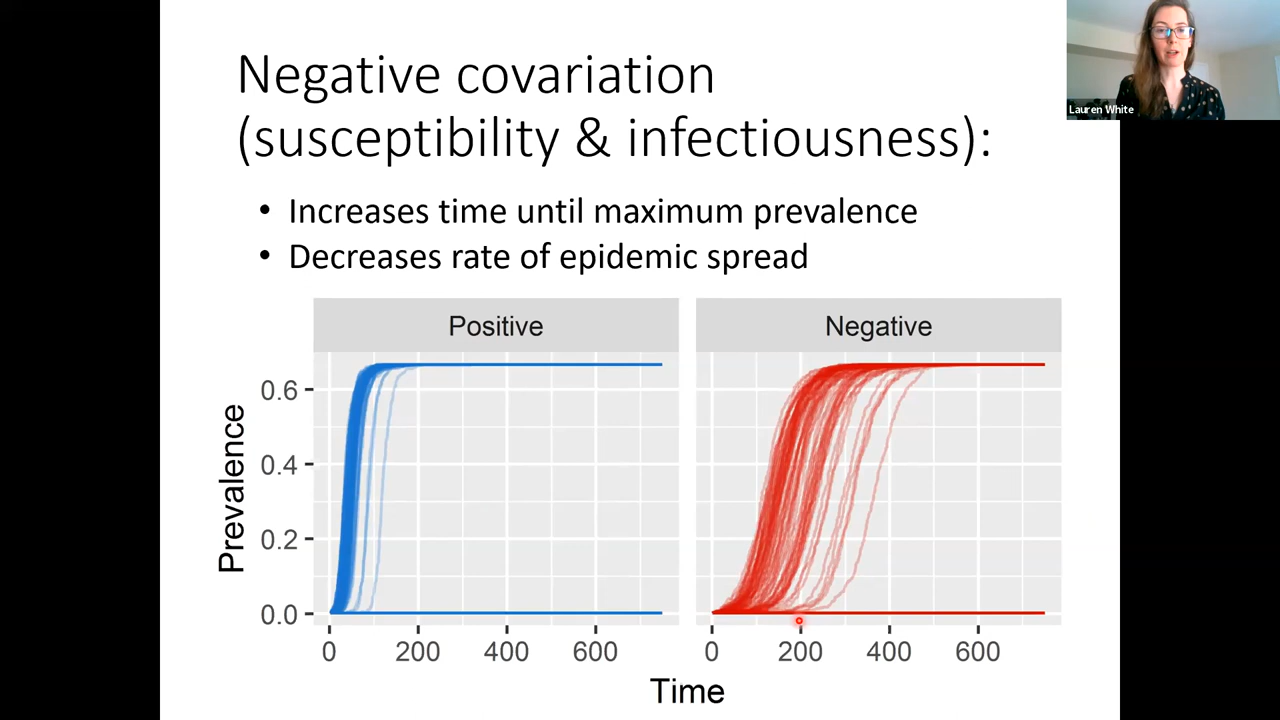 Negative covariation
(susceptibility & infectiousness):
• Increases time until maximum prevalence
• Decreases rate of epidemic spread
Lauren White
Positive
Negative
Prevalence
0.6
0.4
0.2
0.0
0 200 400 600
0 200 400 600
Time